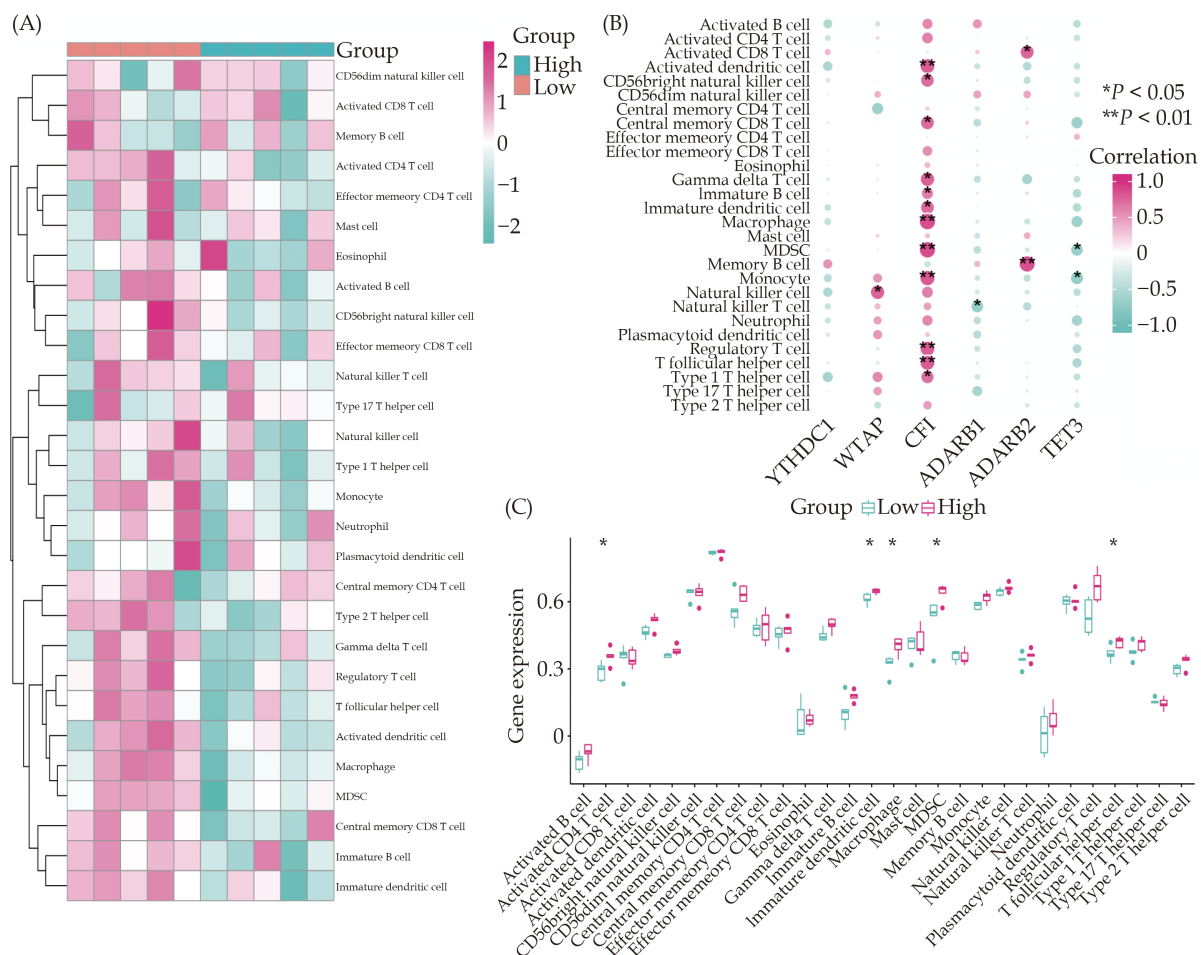 (A)
Group
CD56dim natural killer cell
Activated CD8 T cell
Memory B cell
Activated CD4 T cell
Effector memeory CD4 T cell
Mast cell
Eosinophil
Activated B cell
CD56bright natural killer cell
Effector memeory CD8 T cell
Natural killer T cell
Type 17 T helper cell
Natural killer cell
Type 1 T helper cell
Monocyte
Neutrophil
Plasmacytoid dendritic cell
Central memory CD4 T cell
Type 2 T helper cell
Gamma delta T cell
Regulatory T cell
T follicular helper cell
Activated dendritic cell
Macrophage
MDSC
Central memory CD8 T cell
Immature B cell
Immature dendritic cell
2
1
0
−1
−2
Group
High
Low
(B)
Activated B cell
Activated CD4 T cell
Activated CD8 T cell
Activated dendritic cell
CD56bright natural killer cell
CD56dim natural killer cell
Central memory CD4 T cell
Central memory CD8 T cell
Effector memeory CD4 T cell
Effector memeory CD8 T cell
Eosinophil
Gamma delta T cell
Immature B cell
Immature dendritic cell
Macrophage
Mast cell
MDSC
Memory B cell
Monocyte
Natural killer cell
Natural killer T cell
Neutrophil
Plasmacytoid dendritic cell
Regulatory T cell
T follicular helper cell
Type 1 T helper cell
Type 17 T helper cell
Type 2 T helper cell
*
**
*
*
*
*
*
**
** *
**
** *
*
*
**
**
*
YTHDC1
WTAP
CFI
ADARB1
ADARB2
TET3
*P < 0.05
**P < 0.01
Correlation
1.0
0.5
0
−0.5
−1.0
(C)
Group Low High
* * * * *
Gene expression
0.6
0.3
0
Activated B cell
Activated CD4 T cell
Activated CD8 T cell
Activated dendritic cell
CD56bright natural killer cell
CD56dim natural killer cell
Central memory CD4 T cell
Central memory CD8 T cell
Effector memeory CD4 T cell
Effector memeory CD8 T cell
Eosinophil
Gamma delta T cell
Immature B cell
Immature dendritic cell
Macrophage
Mast cell
MDSC
Memory B cell
Monocyte
Natural killer cell
Natural killer T cell
Neutrophil
Plasmacytoid dendritic cell
Regulatory T cell
T follicular helper cell
Type 1 T helper cell
Type 17 T helper cell
Type 2 T helper cell